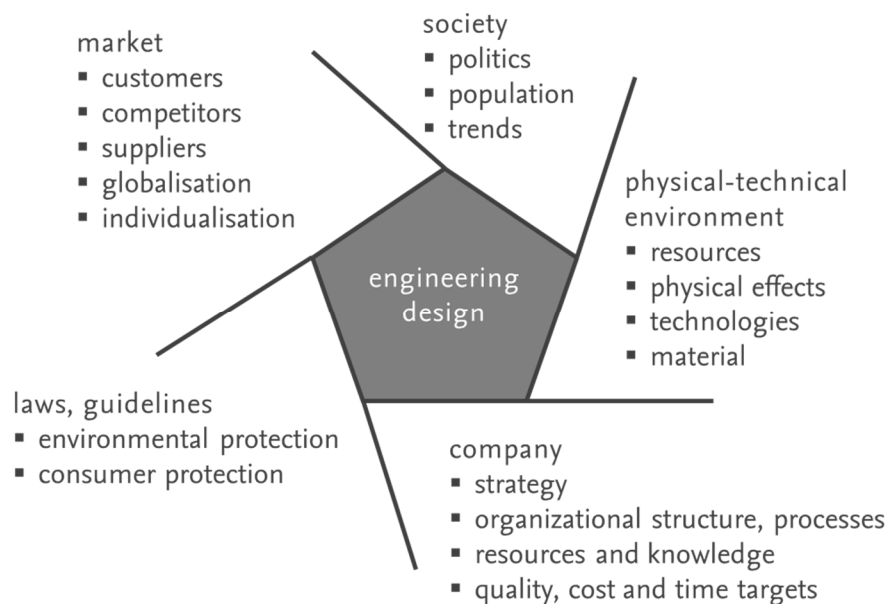 market
▪ customers
▪ competitors
▪ suppliers
▪ globalisation
▪ individualisation
society
▪ politics
▪ population
▪ trends
physical-technical
environment
▪ resources
▪ physical effects
▪ technologies
▪ material
engineering
design
laws, guidelines
▪ environmental protection
▪ consumer protection
company
▪ strategy
▪ organizational structure, processes
▪ resources and knowledge
▪ quality, cost and time targets